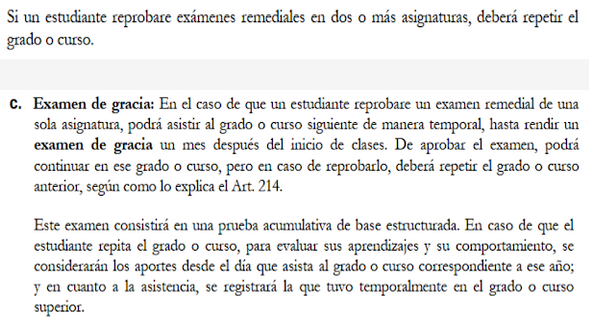 Si un estudiante reprobare exámenes remediales en dos o más asignaturas, deberá repetir el
grado o curso.
C. Examen de gracia: En el caso de que un estudiante reprobare un examen remedial de una
sola asignatura, podrá asistir al grado o curso siguiente de manera temporal, hasta rendir un
examen de gracia un mes después del inicio de clases. De aprobar el examen, podrá
continuar en ese grado o curso, pero en caso de reprobarlo, deberá repetir el grado o curso
anterior, según como lo explica el Art. 214.
Este examen consistirá en una prueba acumulativa de base estructurada. En caso de que el
estudiante repita el grado o curso, para evaluar sus aprendizajes y su comportamiento, se
considerarán los aportes desde el día que asista al grado o curso correspondiente a ese año;
y en cuanto a la asistencia, se registrará la que tuvo temporalmente en el grado o curso
superior.